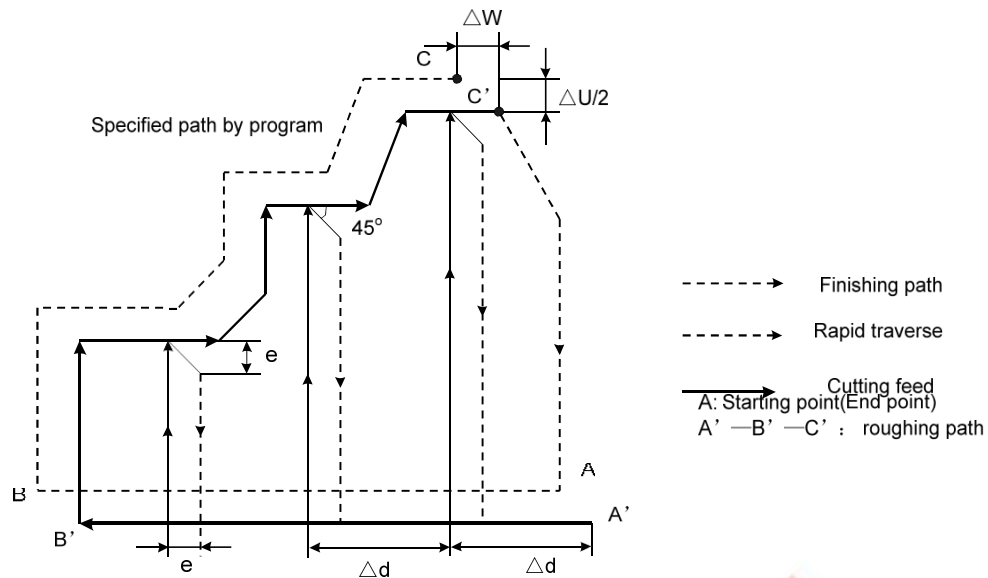 △W
C
C’
△U/2
Specified path by program
45°
Finishing path
Rapid traverse
e
Cutting feed
A: Starting point(End point)
A’ —B’ —C’ : roughing path
A
B
A’
B’
e
△d
△d